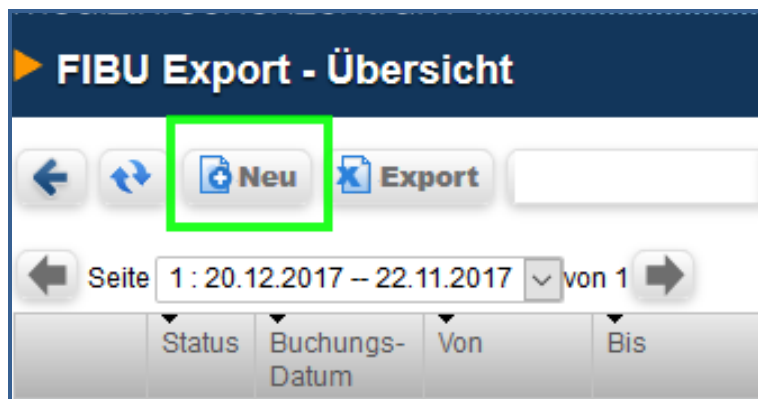 FIBU Export - Übersicht
Neu Export
Seite 1 : 20.12.2017 -- 22.11.2017 von 1
Status Buchungs- Von Bis
Datum